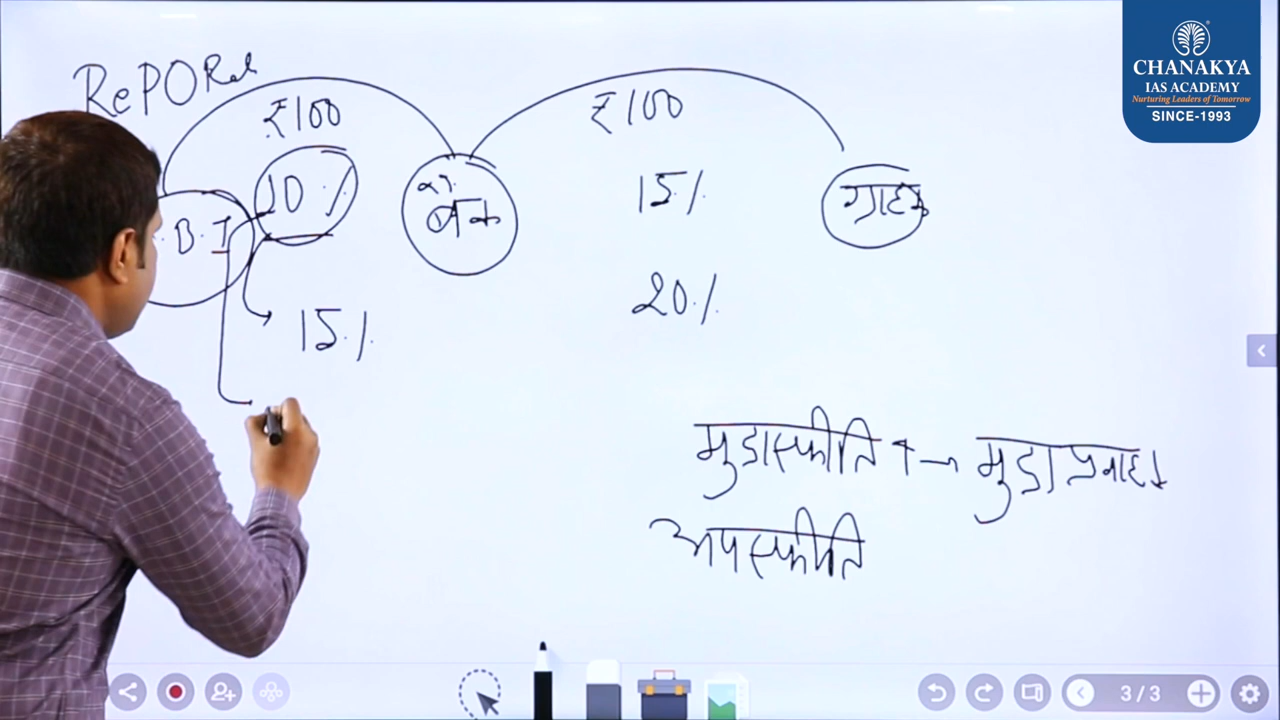 RePO Rate
₹100
₹100
.B.I
10%
बैंक
15%
ग्राहक
20%
15%
मुद्रास्फीति ↑→ मुद्रा प्रवाह ↓
अपस्फीति
CHANAKYA
IAS ACADEMY
Nurturing Leaders of Tomorrow
SINCE-1993
3/3